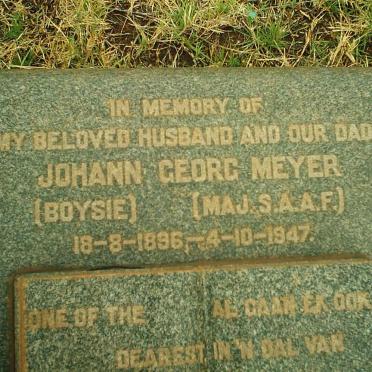 IN MEMORY OF
MY BELOVED HUSBAND AND OUR DAD
JOHANN GEORG MEYER
(BOYSIE) (MAJ. S.A.A.F.)
18-8-1896,-4-10-1947.
ONE OF THE AL GAAN EK OOK
DEAREST IN 'N DAL VAN